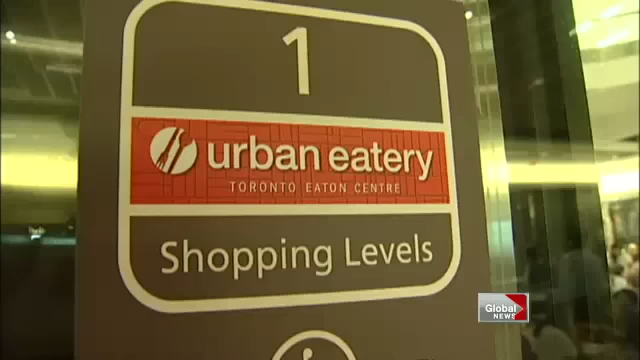 1
urban eatery
TORONTO EATON CENTRE
Shopping Levels
Global
NEWS